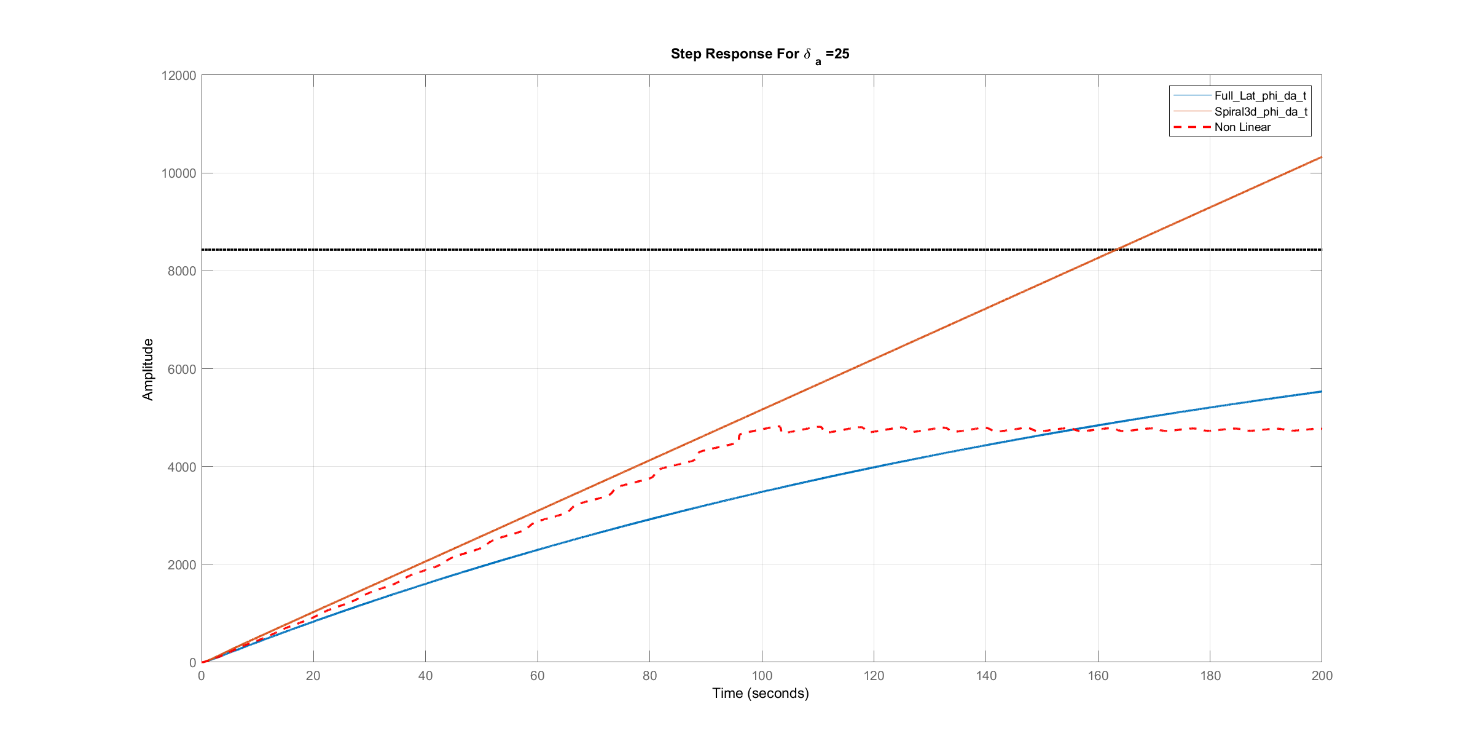 Step Response For δ a =25
12000
10000
8000
6000
4000
2000
0
Amplitude
Full_Lat_phi_da_t
Spiral3d_phi_da_t
Non Linear
0 20 40 60 80 100 120 140 160 180 200
Time (seconds)